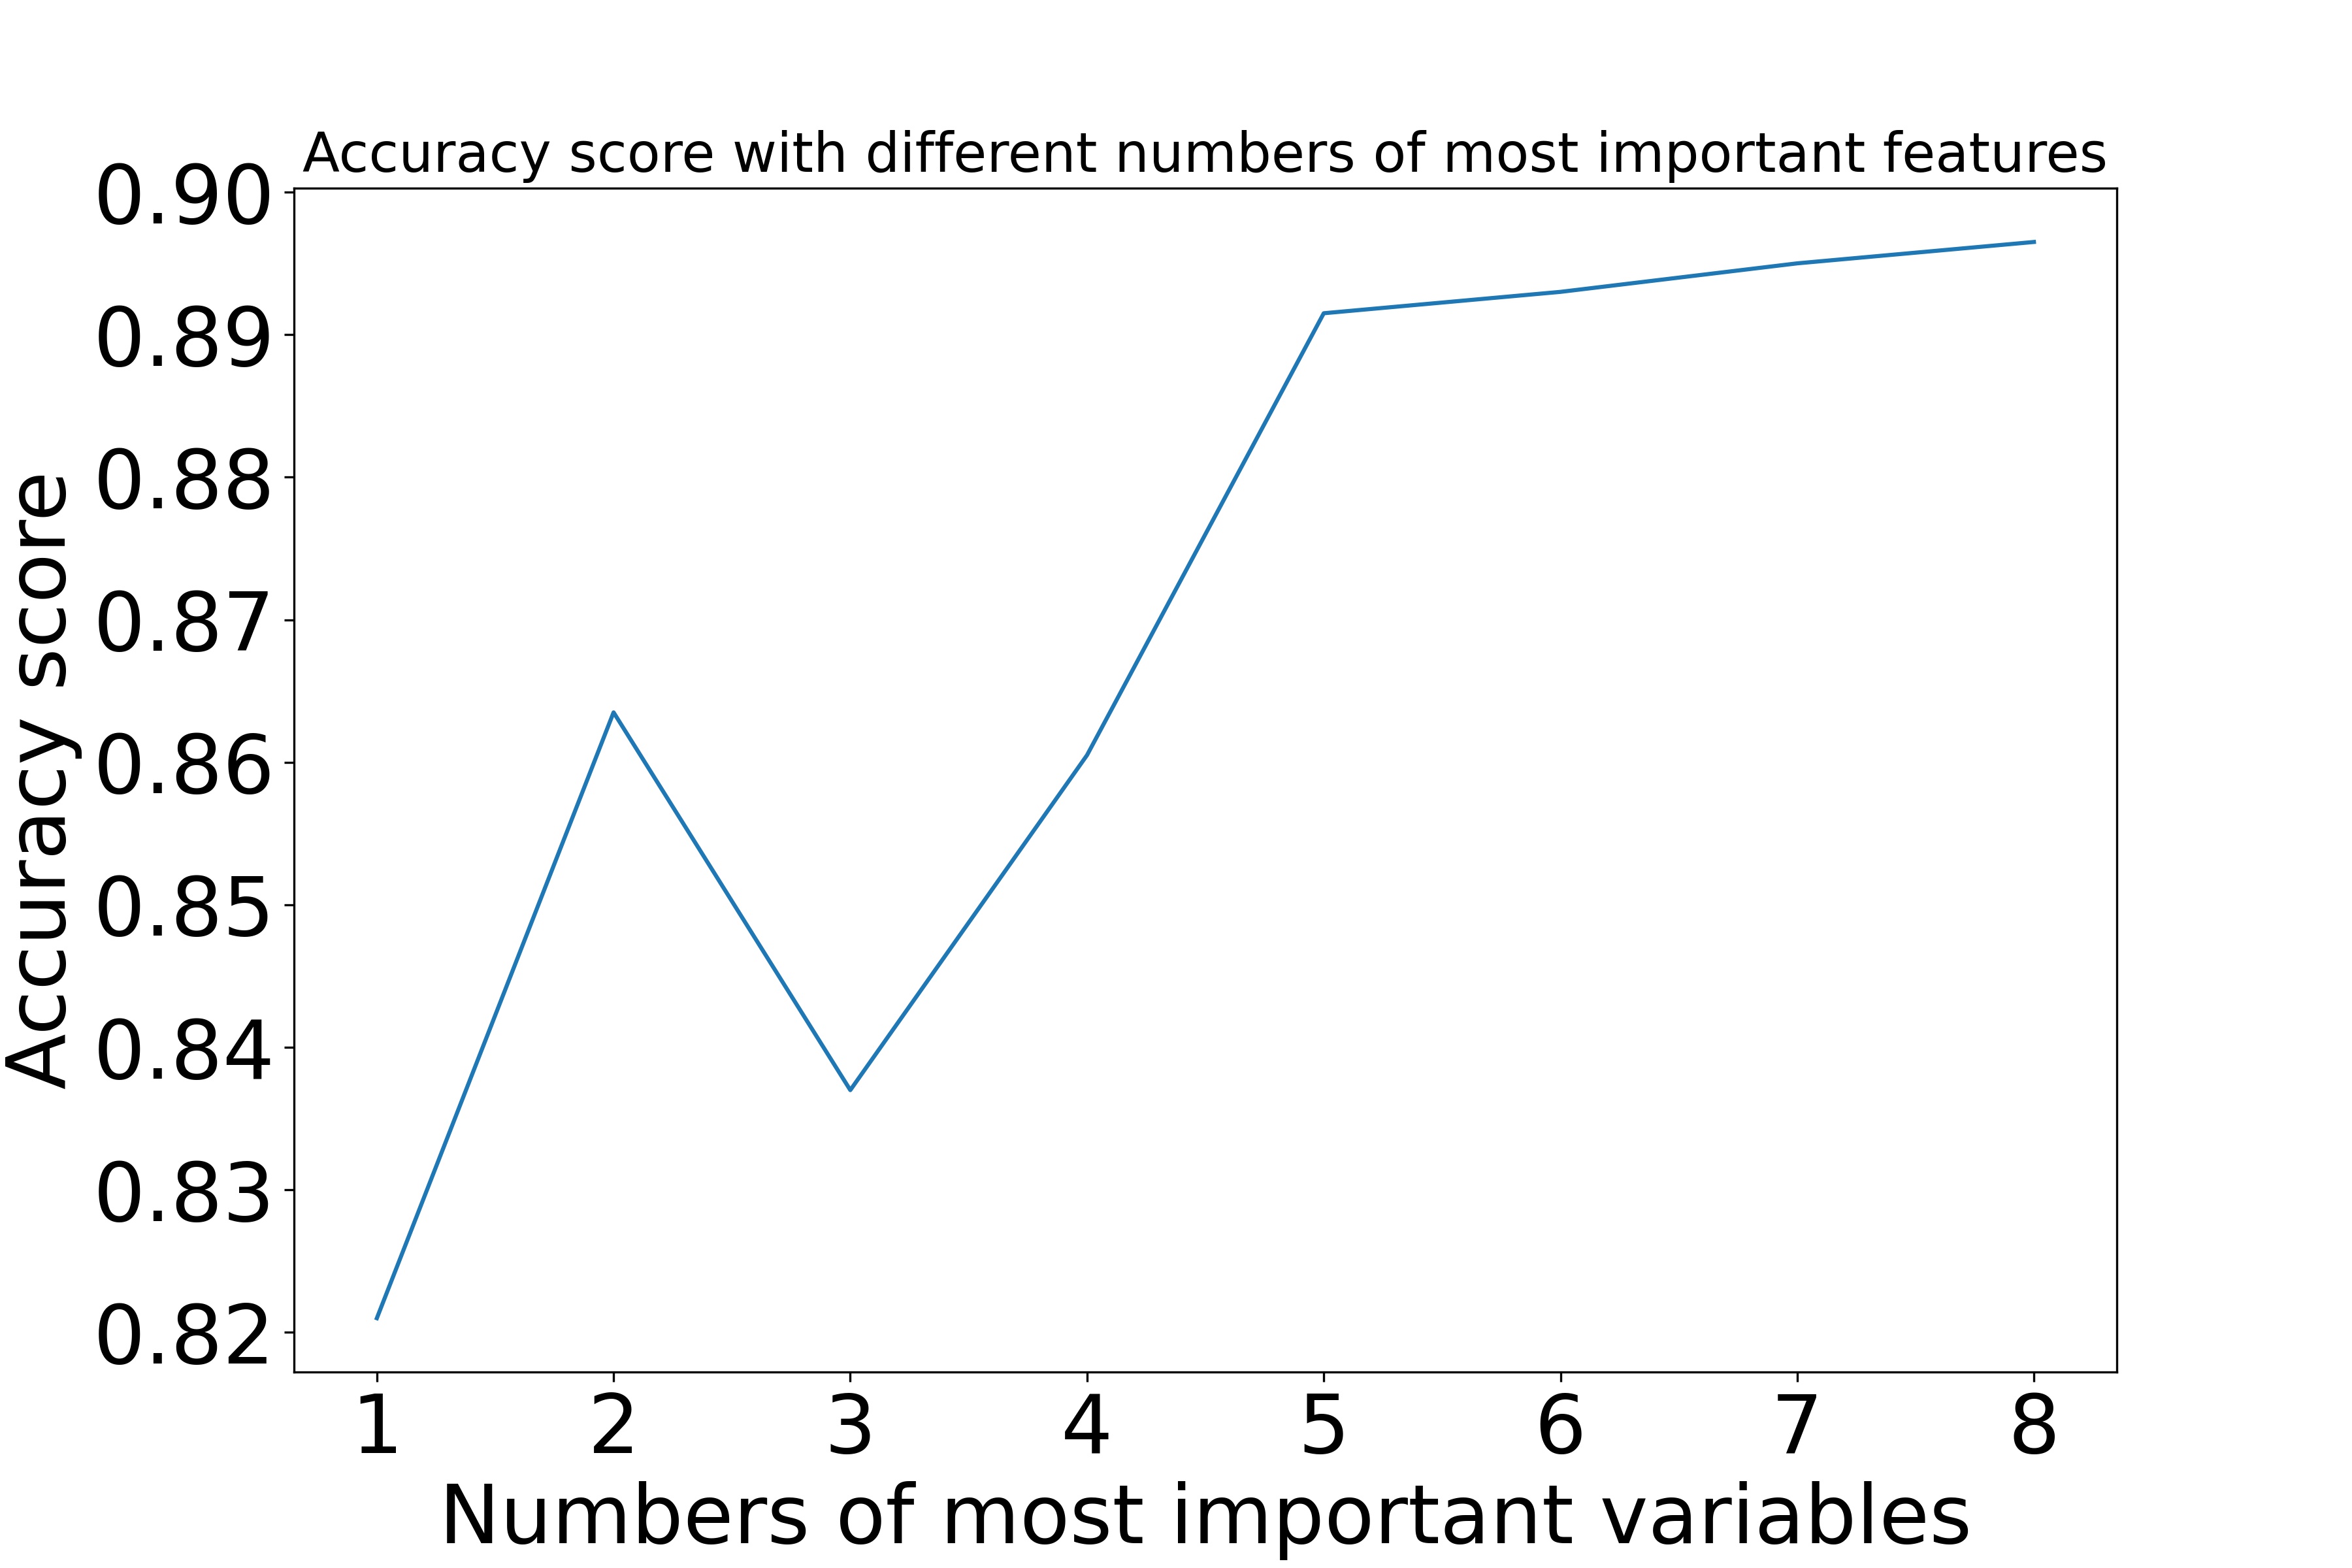 Accuracy score with different numbers of most important features
0.90
0.89
0.88
0.87
0.86
0.85
0.84
0.83
0.82
Accuracy score
1 2 3 4 5 6 7 8
Numbers of most important variables